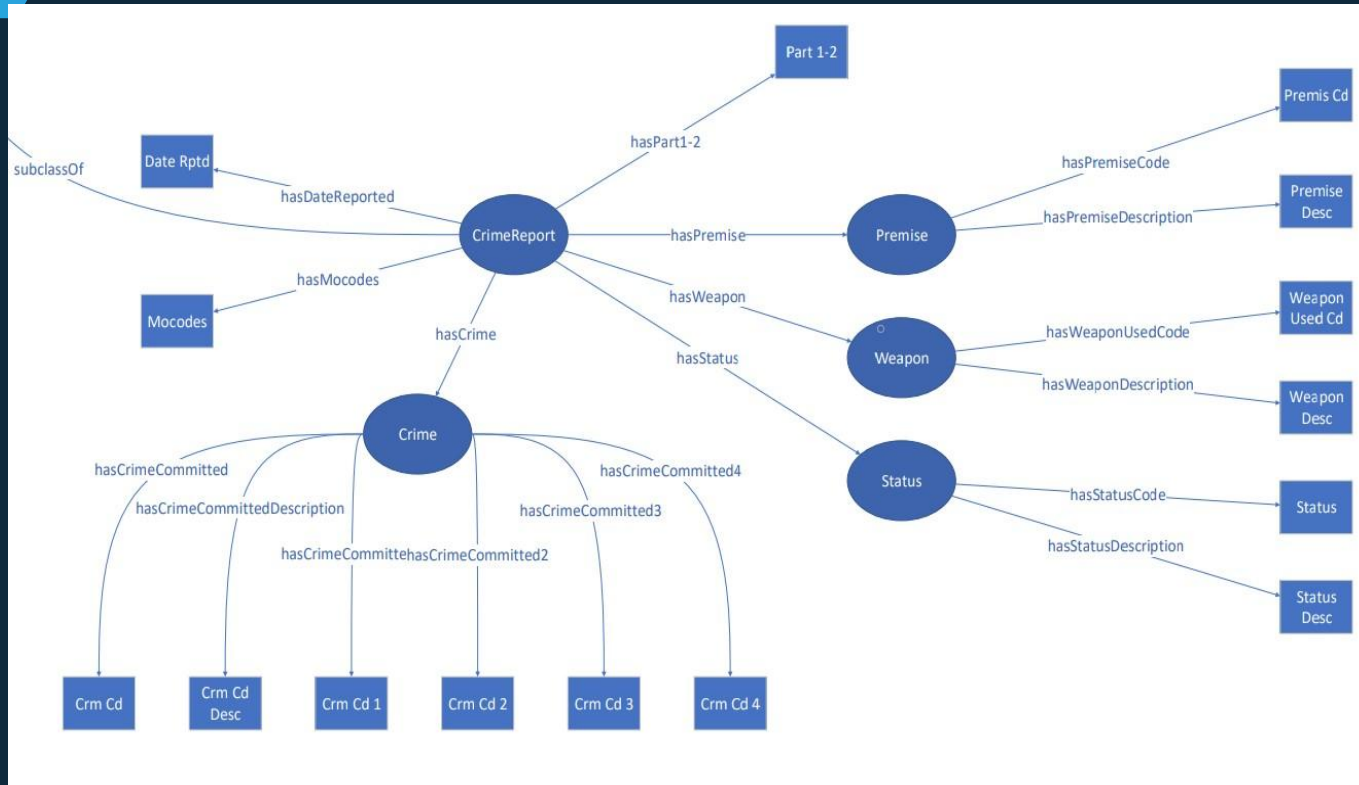 Part 1-2
Premis Cd
hasPart1-2
subclassOf
Date Rptd
hasPremiseCode
hasDateReported
Premise
Desc
hasPremiseDescription
CrimeReport
hasPremise
Premise
hasMocodes
Mocodes
hasWeapon
Weapon
Used Cd
hasWeaponUsedCode
hasCrime
hasStatus
Weapon
hasWeaponDescription
Weapon
Desc
Crime
hasCrimeCommitted
hasCrimeCommitted4
Status
hasStatusCode
Status
hasCrimeCommittedDescription
hasCrimeCommitted3
hasStatusDescription
hasCrimeCommitte
hasCrimeCommitted2
Status
Desc
Crm Cd
Crm Cd
Desc
Crm Cd 1
Crm Cd 2
Crm Cd 3
Crm Cd 4